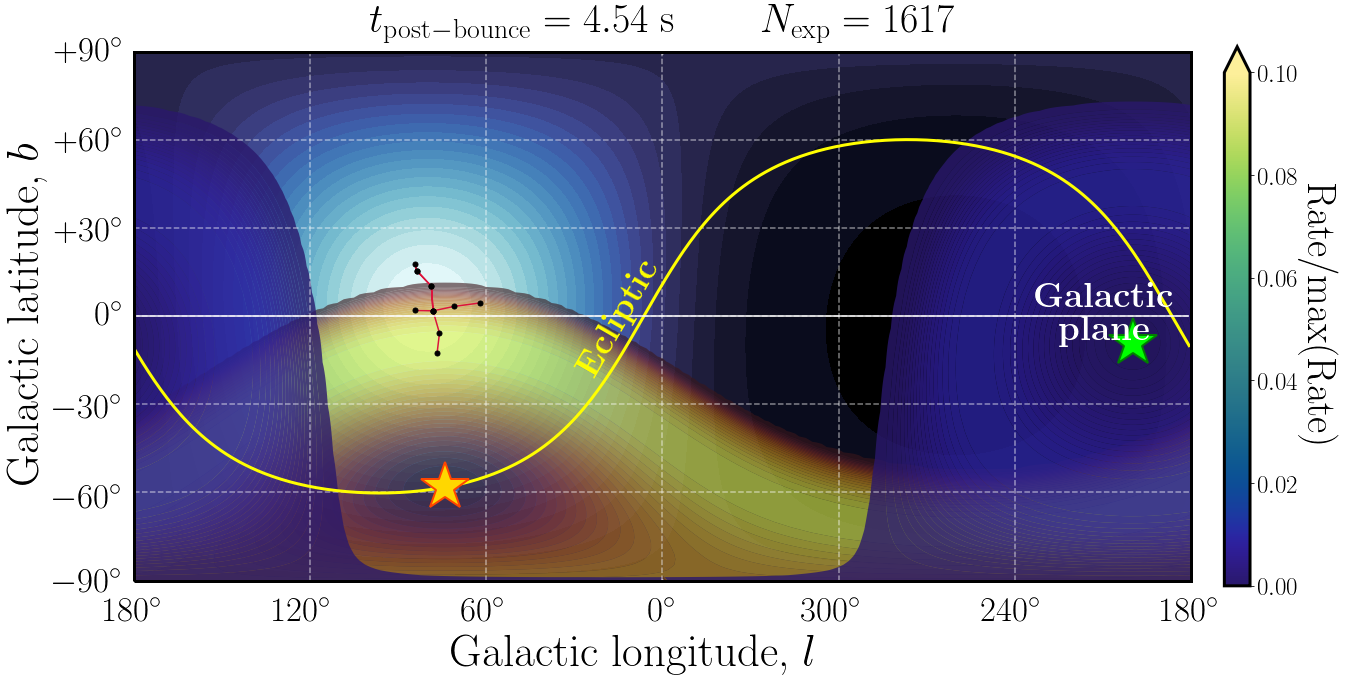 t_post−bounce = 4.54 s N_exp = 1617
+90°
+60°
+30°
0°
−30°
−60°
−90°
Galactic latitude, b
Ecliptic
Galactic
plane
180° 120° 60° 0° 300° 240° 180°
Galactic longitude, l
0.10
0.08
0.06
0.04
0.02
0.00
Rate/max(Rate)